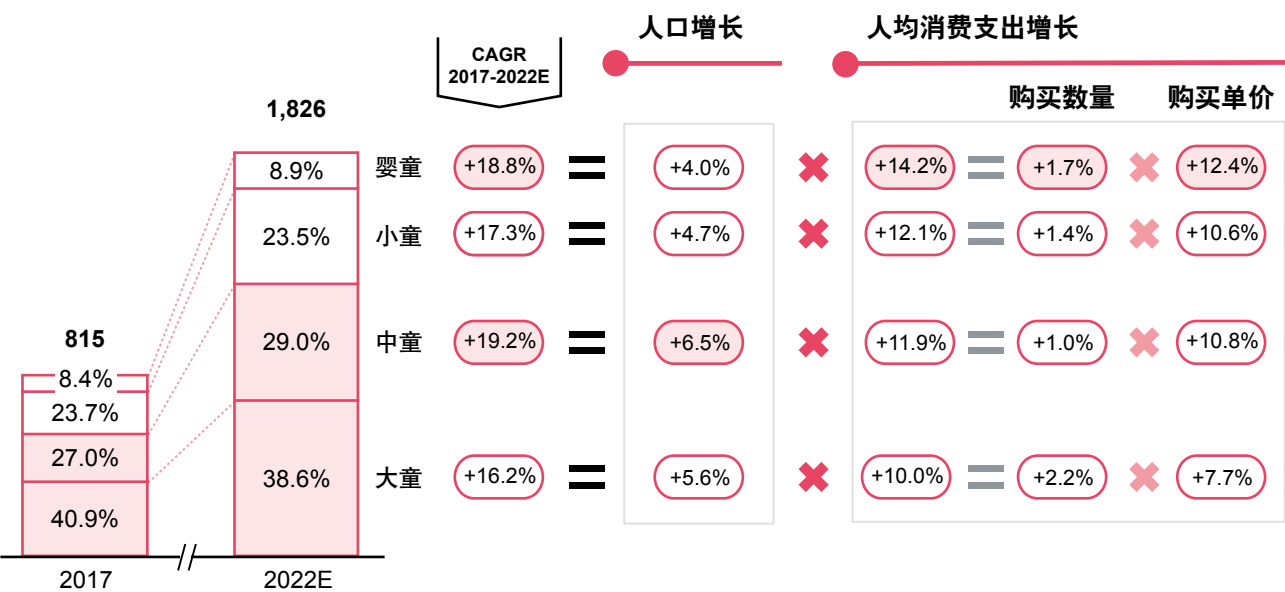 人口增长
人均消费支出增长
CAGR
2017-2022E
购买数量
购买单价
1,826
8.9%
婴童
+18.8%
+4.0%
+14.2%
+1.7%
+12.4%
23.5%
小童
+17.3%
+4.7%
+12.1%
+1.4%
+10.6%
29.0%
中童
+19.2%
+6.5%
+11.9%
+1.0%
+10.8%
38.6%
大童
+16.2%
+5.6%
+10.0%
+2.2%
+7.7%
815
8.4%
23.7%
27.0%
40.9%
2017
2022E